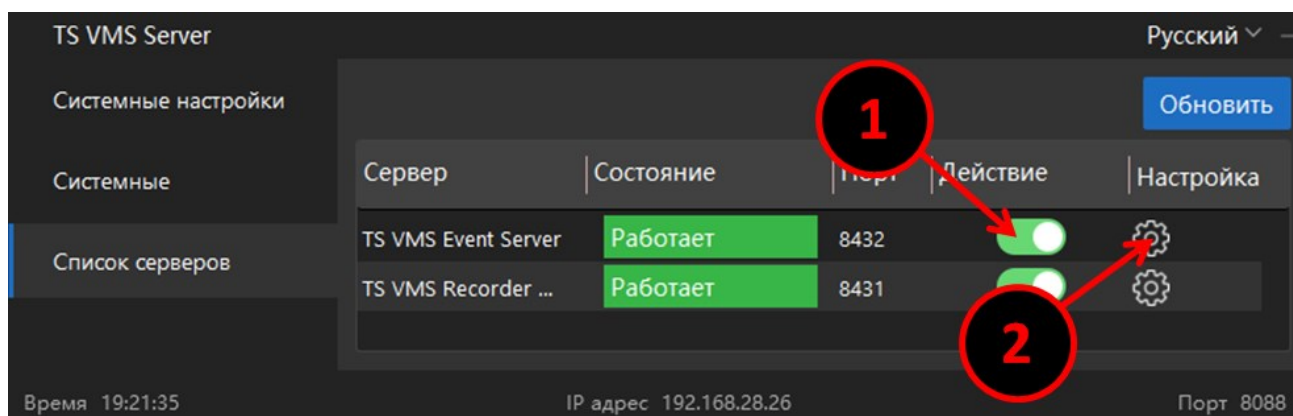 TS VMS Server Русский
Системные настройки
Обновить
1
Сервер Состояние Порт Действие Настройка
Системные
TS VMS Event Server Работает 8432
Список серверов
TS VMS Recorder ... Работает 8431
2
Время 19:21:35 IP адрес 192.168.28.26 Порт 8088